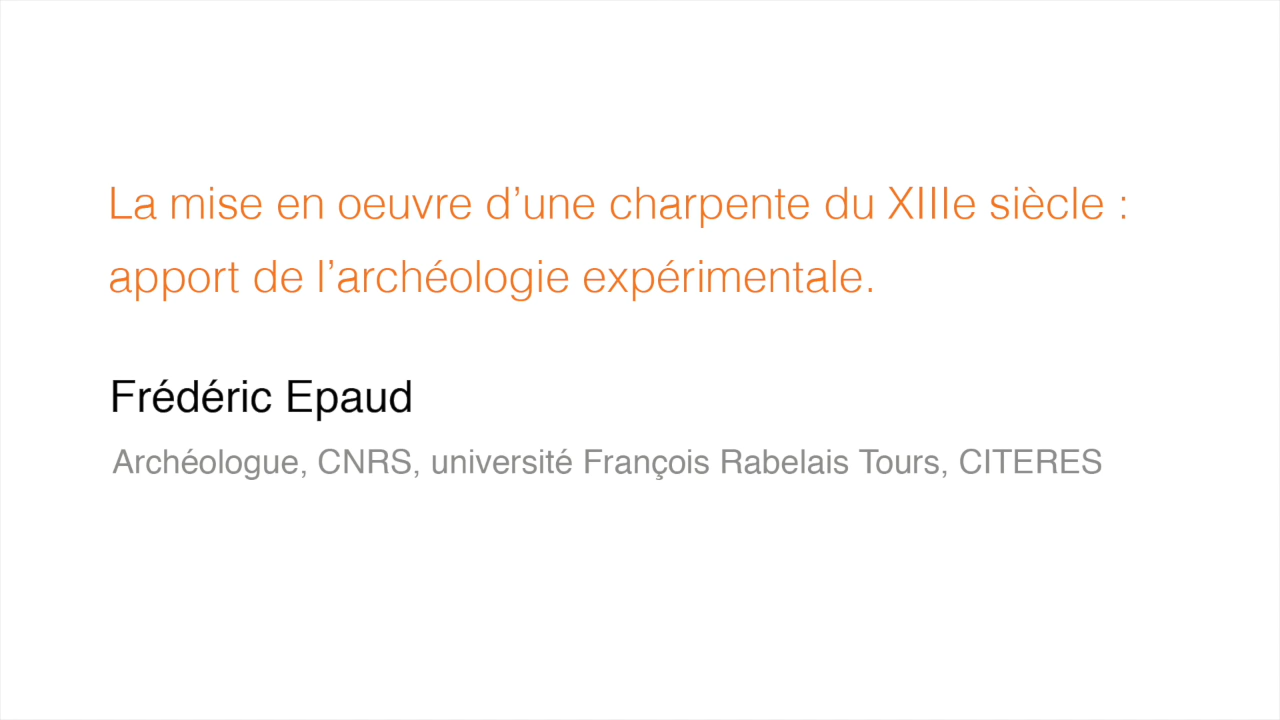 La mise en oeuvre d’une charpente du XIIIe siècle :
apport de l’archéologie expérimentale.
Frédéric Epaud
Archéologue, CNRS, université François Rabelais Tours, CITERES